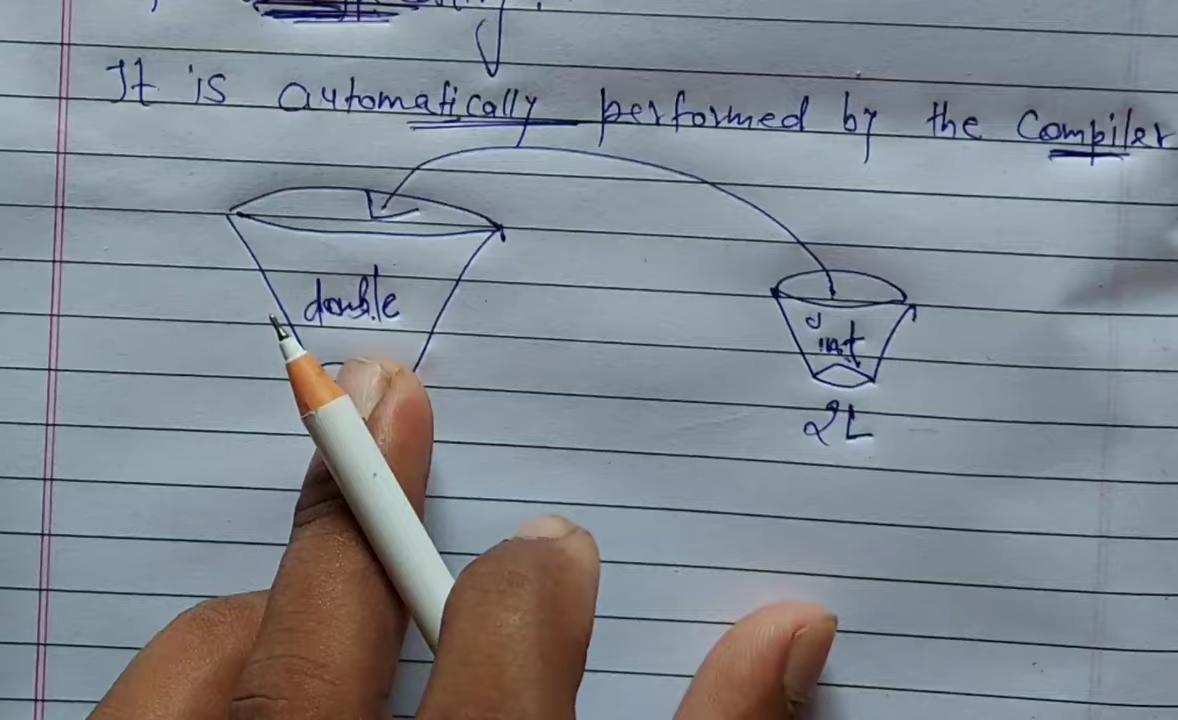 It is automatically performed by the compiler
double
int
2L